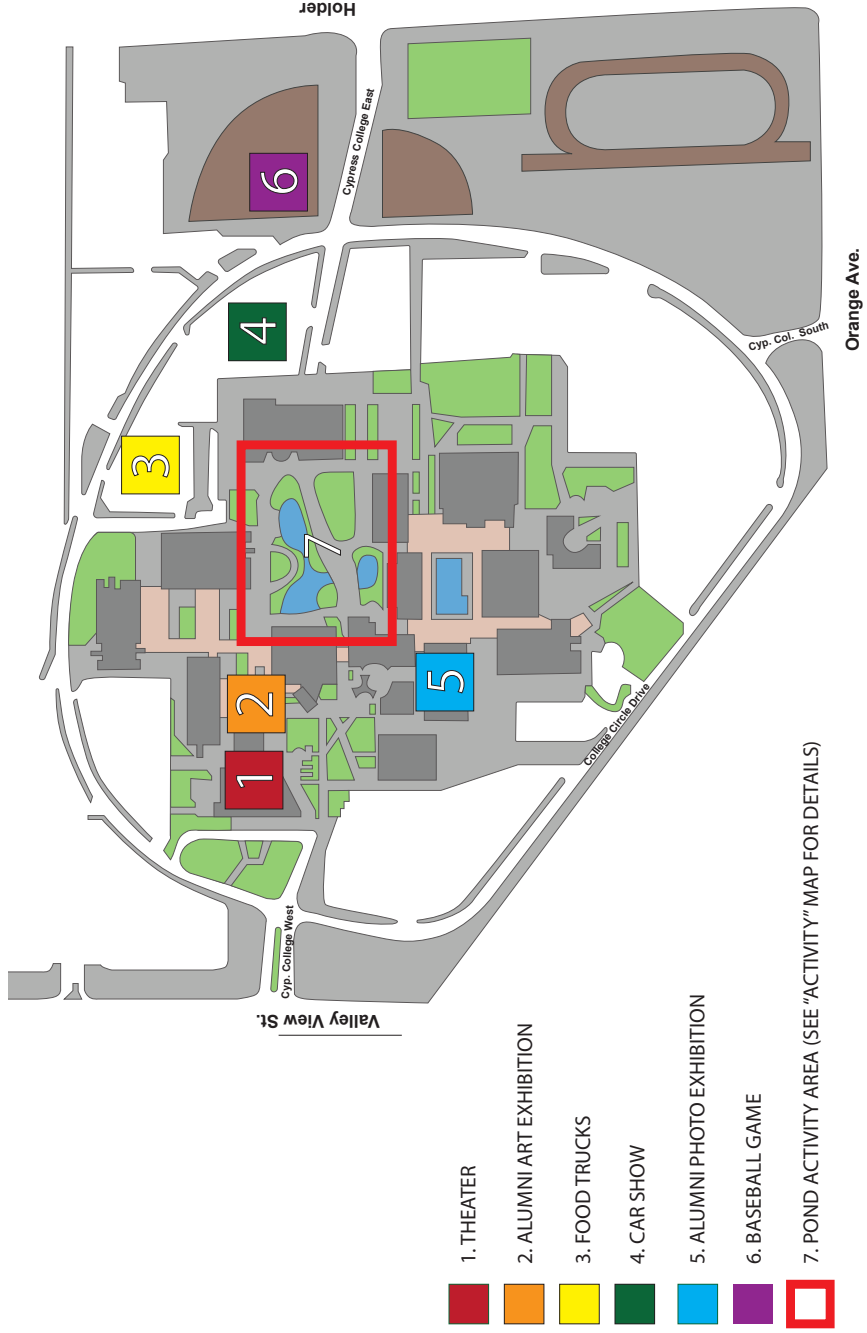 Holder
Cypress College East
6
4
3
7
2
5
1
Cyp. Col. South
Orange Ave.
College Circle Drive
Cyp. College West
Valley View St.
1. THEATER
2. ALUMNI ART EXHIBITION
3. FOOD TRUCKS
4. CAR SHOW
5. ALUMNI PHOTO EXHIBITION
6. BASEBALL GAME
7. POND ACTIVITY AREA (SEE “ACTIVITY” MAP FOR DETAILS)